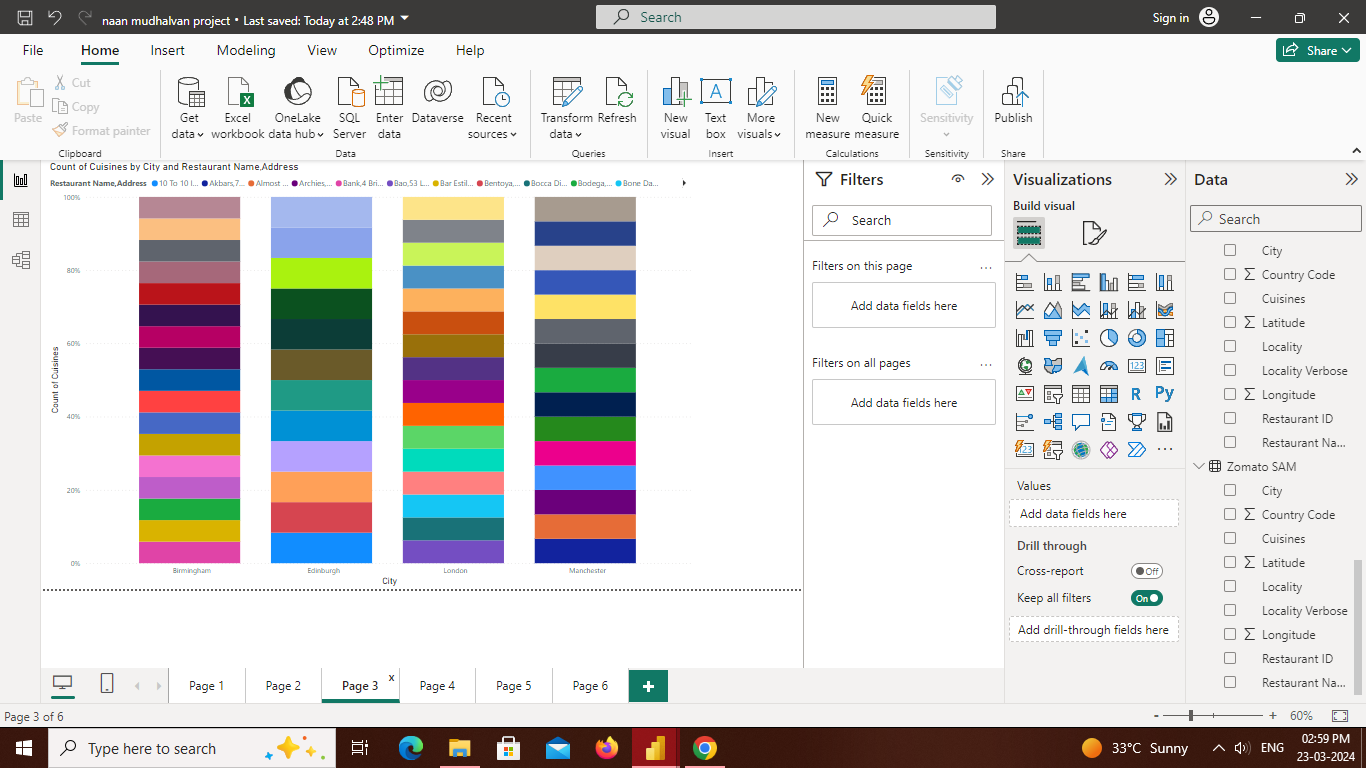 naan mudhalvan project • Last saved: Today at 2:48 PM
Search
Sign in
File Home Insert Modeling View Optimize Help
Share
Paste
Cut
Copy
Format painter
Clipboard
Get data
Excel workbook
OneLake data hub
SQL Server
Enter data
Dataverse
Recent sources
Data
Transform data
Refresh
Queries
New visual
Text box
More visuals
Insert
New measure
Quick measure
Calculations
Sensitivity
Sensitivity
Publish
Share
Count of Cuisines by City and Restaurant Name,Address
Restaurant Name,Address 10 To 10 I... Akbars,7... Almost ... Archies,... Bank,4 Bri... Bao,53 L... Bar Estil... Bentoya,... Bocca Di... Bodega,... Bone Da...
100%
80%
60%
40%
20%
0%
Count of Cuisines
Birmingham Edinburgh London Manchester
City
Filters
Search
Filters on this page
...
Add data fields here
Filters on all pages
...
Add data fields here
Visualizations
Build visual
123
R
Py
123
...
Values
Add data fields here
Drill through
Cross-report
Off
Keep all filters
On
Add drill-through fields here
Data
Search
City
Country Code
Cuisines
Latitude
Locality
Locality Verbose
Longitude
Restaurant ID
Restaurant Na...
Zomato SAM
City
Country Code
Cuisines
Latitude
Locality
Locality Verbose
Longitude
Restaurant ID
Restaurant Na...
Page 1 Page 2 Page 3 x Page 4 Page 5 Page 6 +
Page 3 of 6
- + 60%
Type here to search
33°C Sunny
ENG
02:59 PM
23-03-2024